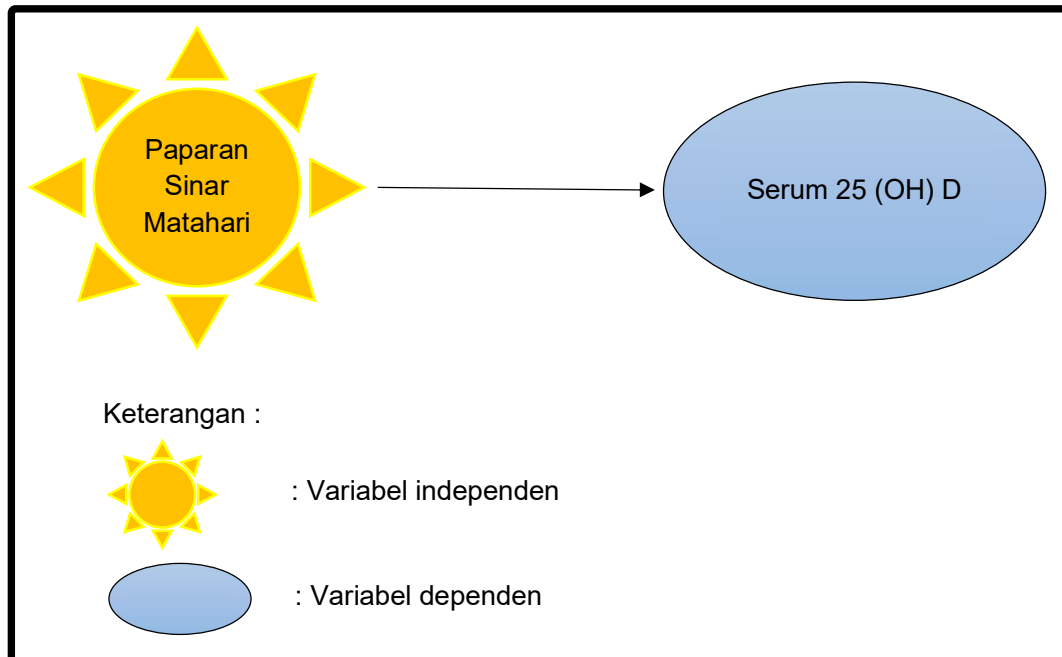 Paparan
Sinar
Matahari
Serum 25 (OH) D
Keterangan :
: Variabel independen
: Variabel dependen